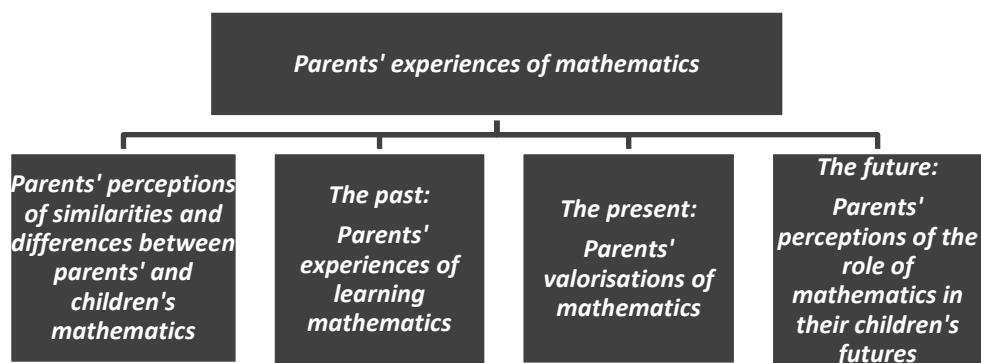 Parents' experiences of mathematics
Parents' perceptions
of similarities and
differences between
parents' and
children's
mathematics
The past:
Parents'
experiences of
learning
mathematics
The present:
Parents'
valorisations of
mathematics
The future:
Parents'
perceptions of the
role of
mathematics in
their children's
futures